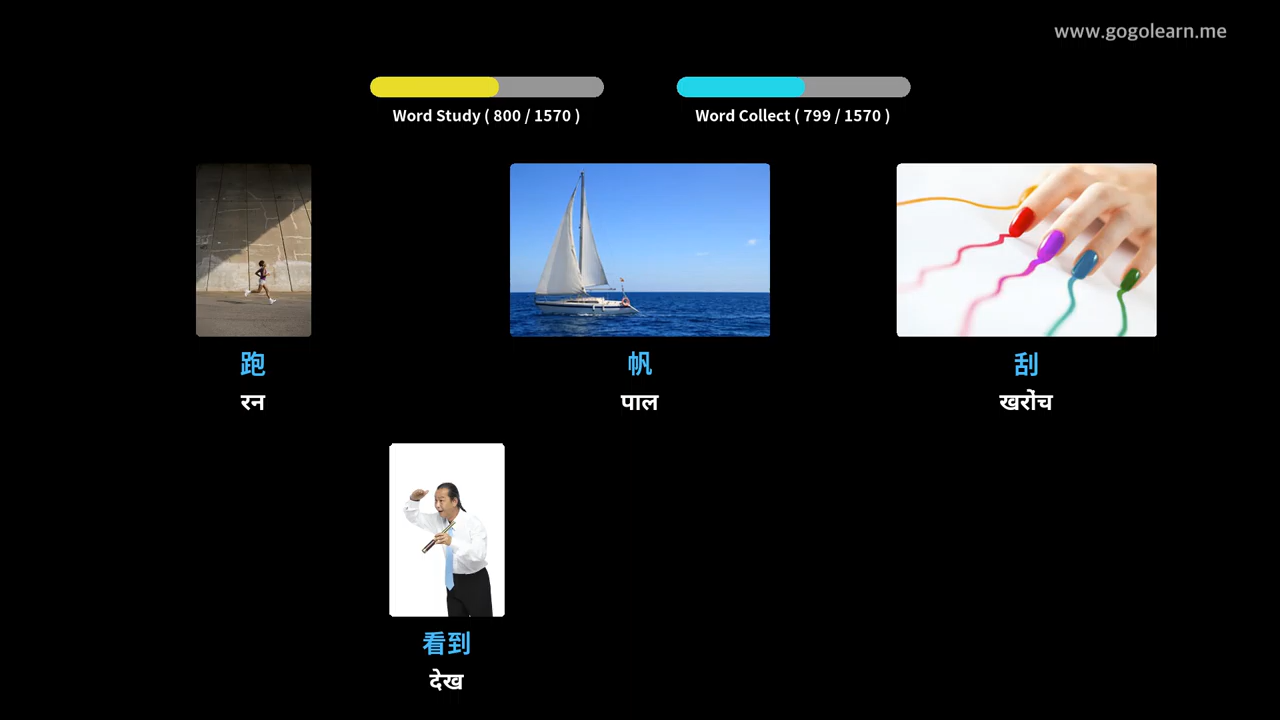 www.gogolearn.me
Word Study ( 800 / 1570 )
Word Collect ( 799 / 1570 )
跑
रन
帆
पाल
刮
खरोंच
看到
देख